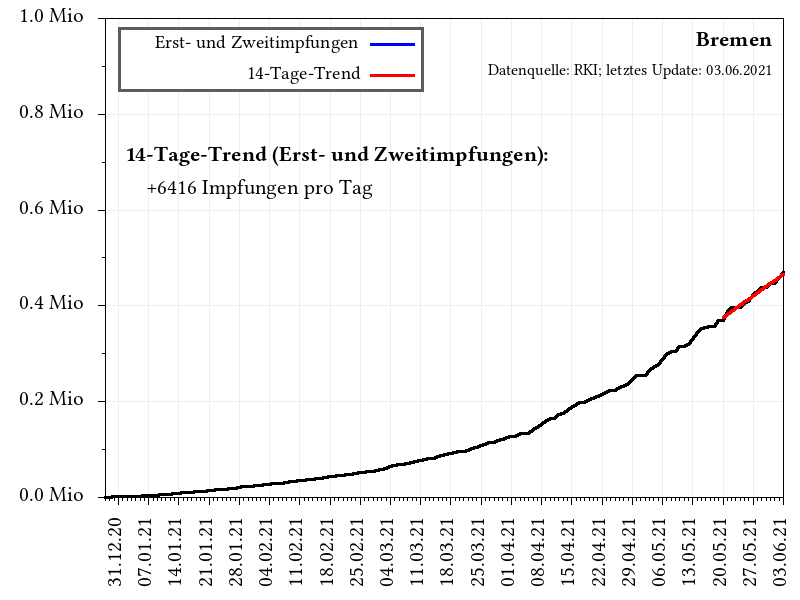 1.0 Mio
0.8 Mio
0.6 Mio
0.4 Mio
0.2 Mio
0.0 Mio
Erst- und Zweitimpfungen
14-Tage-Trend
Bremen
Datenquelle: RKI; letztes Update: 03.06.2021
14-Tage-Trend (Erst- und Zweitimpfungen):
+6416 Impfungen pro Tag
31.12.20
07.01.21
14.01.21
21.01.21
28.01.21
04.02.21
11.02.21
18.02.21
25.02.21
04.03.21
11.03.21
18.03.21
25.03.21
01.04.21
08.04.21
15.04.21
22.04.21
29.04.21
06.05.21
13.05.21
20.05.21
27.05.21
03.06.21